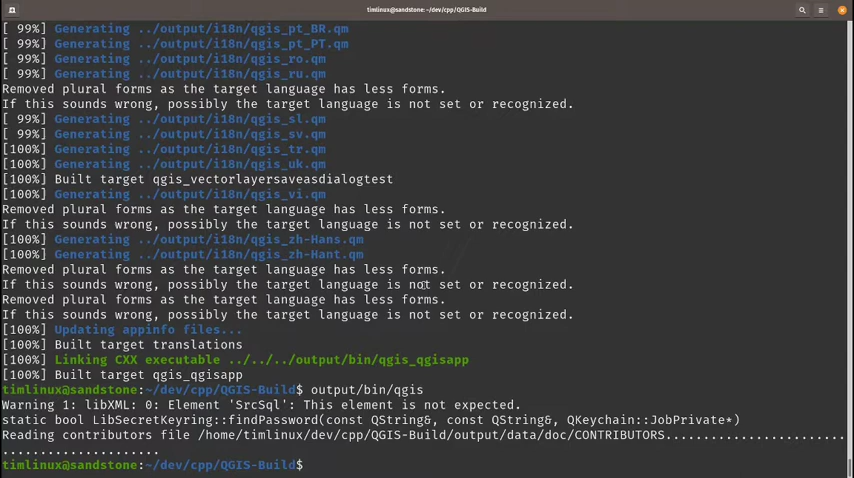 timlinux@sandstone: ~/dev/cpp/QGIS-Build
[ 99%] Generating ../output/i18n/qgis_pt_BR.qm
[ 99%] Generating ../output/i18n/qgis_pt_PT.qm
[ 99%] Generating ../output/i18n/qgis_ro.qm
[ 99%] Generating ../output/i18n/qgis_ru.qm
Removed plural forms as the target language has less forms.
If this sounds wrong, possibly the target language is not set or recognized.
[ 99%] Generating ../output/i18n/qgis_sl.qm
[ 99%] Generating ../output/i18n/qgis_sv.qm
[100%] Generating ../output/i18n/qgis_tr.qm
[100%] Generating ../output/i18n/qgis_uk.qm
[100%] Built target qgis_vectorlayersaveasdialogtest
[100%] Generating ../output/i18n/qgis_vi.qm
Removed plural forms as the target language has less forms.
If this sounds wrong, possibly the target language is not set or recognized.
[100%] Generating ../output/i18n/qgis_zh-Hans.qm
[100%] Generating ../output/i18n/qgis_zh-Hant.qm
Removed plural forms as the target language has less forms.
If this sounds wrong, possibly the target language is not set or recognized.
Removed plural forms as the target language has less forms.
If this sounds wrong, possibly the target language is not set or recognized.
[100%] Updating appinfo files...
[100%] Built target translations
[100%] Linking CXX executable ../../../output/bin/qgis_qgisapp
[100%] Built target qgis_qgisapp
timlinux@sandstone:~/dev/cpp/QGIS-Build$ output/bin/qgis
Warning 1: libXML: 0: Element 'SrcSql': This element is not expected.
static bool LibSecretKeyring::findPassword(const QString&, const QString&, QKeychain::JobPrivate*)
Reading contributors file /home/timlinux/dev/cpp/QGIS-Build/output/data/doc/CONTRIBUTORS........................
.....................
timlinux@sandstone:~/dev/cpp/QGIS-Build$